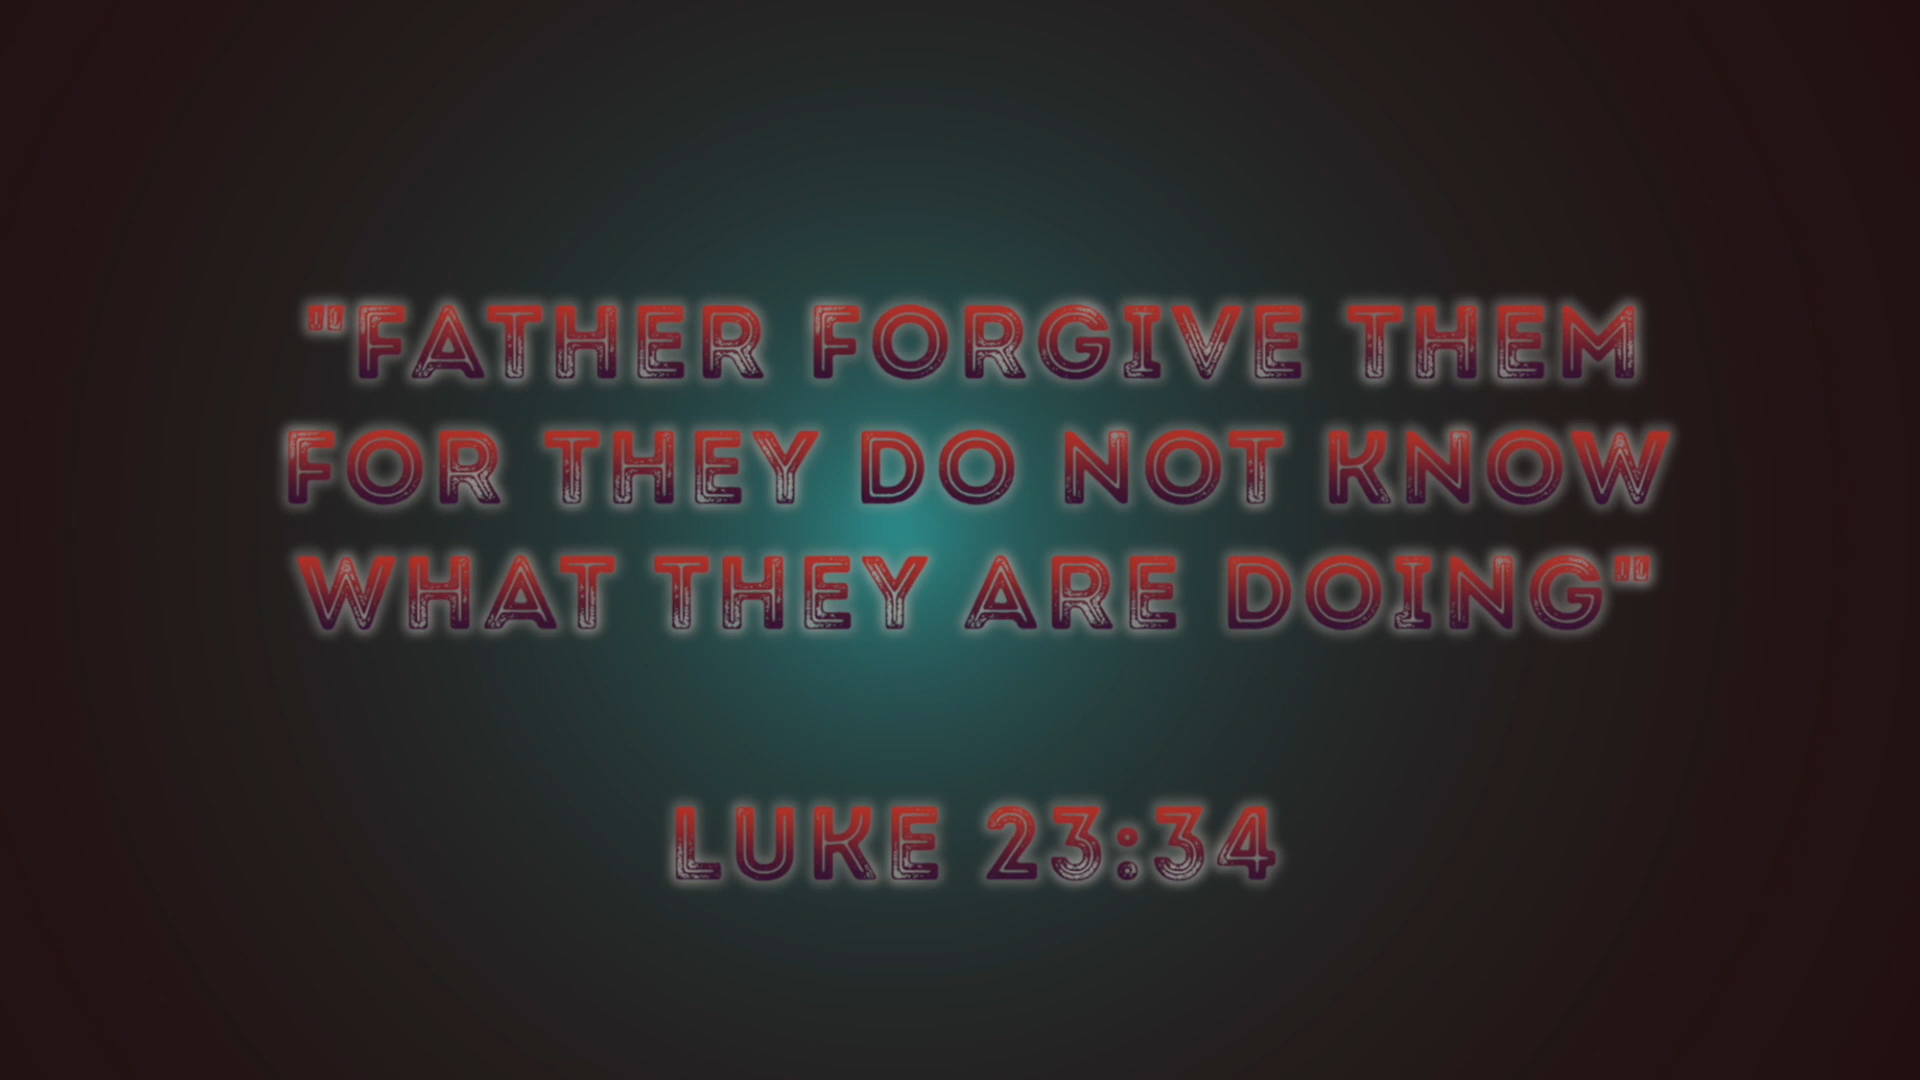 "FATHER FORGIVE THEM
FOR THEY DO NOT KNOW
WHAT THEY ARE DOING"
LUKE 23:34